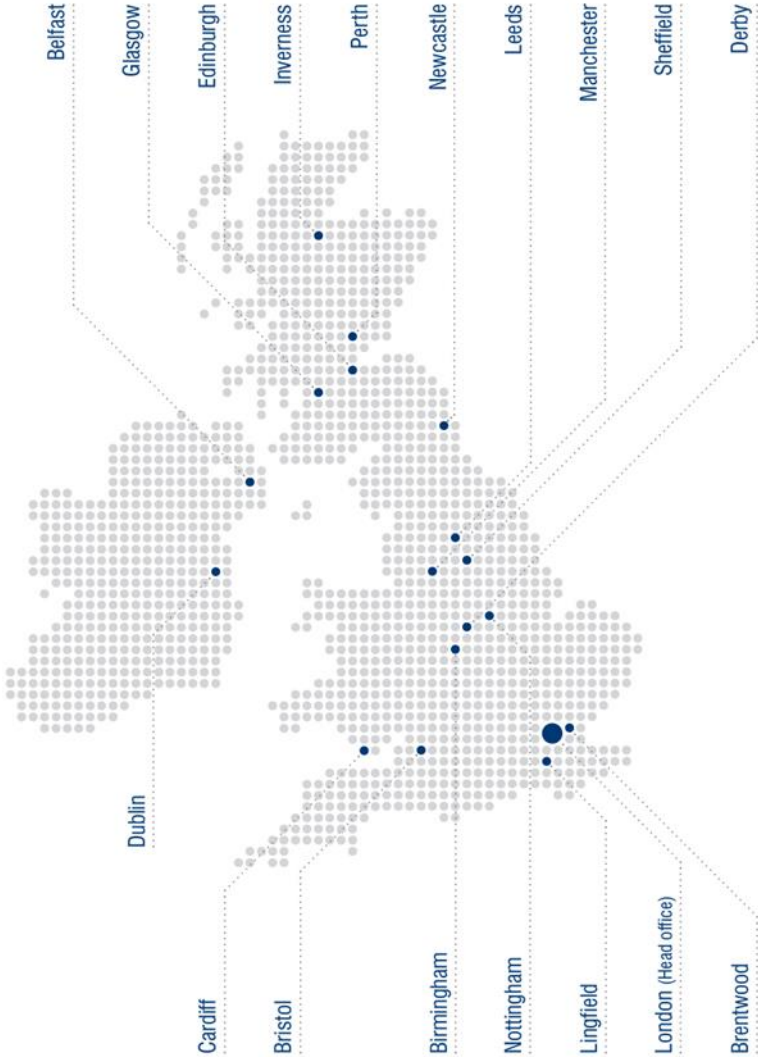 Belfast
Glasgow
Edinburgh
Inverness
Perth
Newcastle
Leeds
Manchester
Sheffield
Derby
Dublin
Cardiff
Bristol
Birmingham
Nottingham
Lingfield
London (Head office)
Brentwood